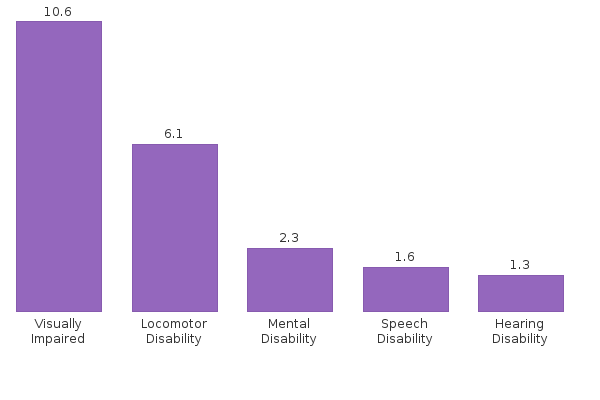 10.6
6.1
2.3
1.6
1.3
Visually
Impaired
Locomotor
Disability
Mental
Disability
Speech
Disability
Hearing
Disability